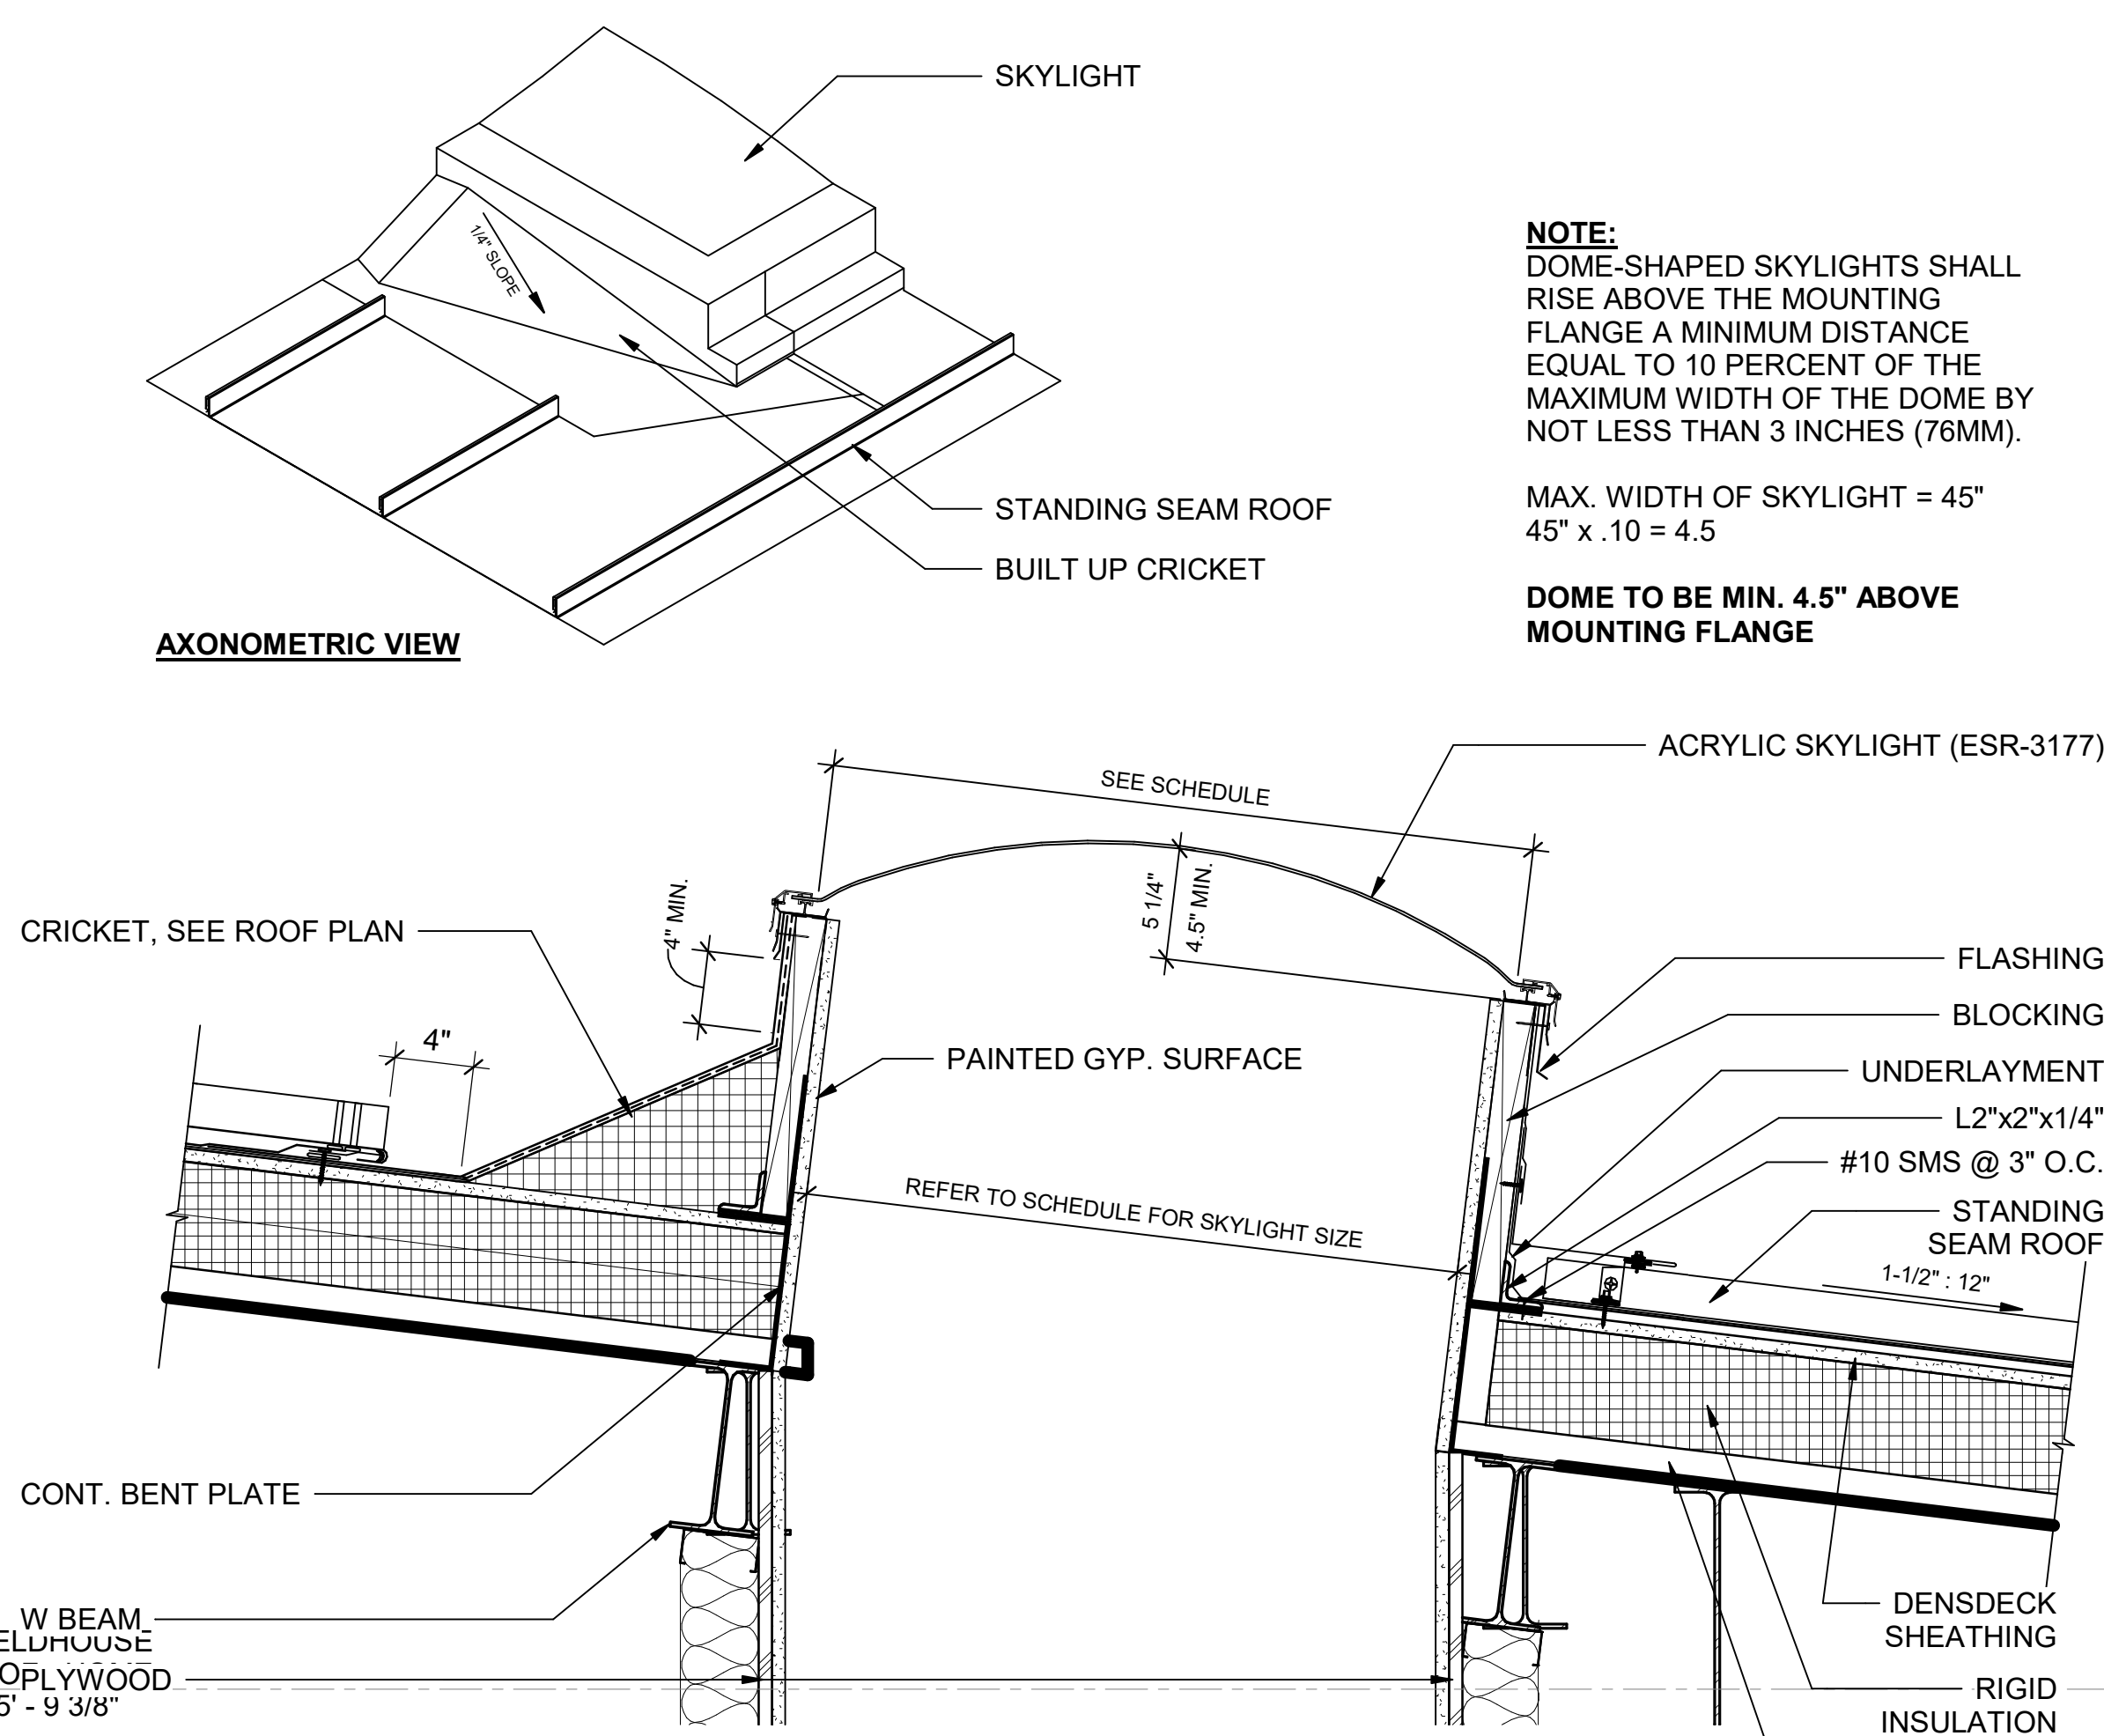 SKYLIGHT
1/4" SLOPE
STANDING SEAM ROOF
BUILT UP CRICKET
AXONOMETRIC VIEW
NOTE:
DOME-SHAPED SKYLIGHTS SHALL
RISE ABOVE THE MOUNTING
FLANGE A MINIMUM DISTANCE
EQUAL TO 10 PERCENT OF THE
MAXIMUM WIDTH OF THE DOME BY
NOT LESS THAN 3 INCHES (76MM).
MAX. WIDTH OF SKYLIGHT = 45"
45" x .10 = 4.5
DOME TO BE MIN. 4.5" ABOVE
MOUNTING FLANGE
ACRYLIC SKYLIGHT (ESR-3177)
SEE SCHEDULE
5 1/4"
4.5" MIN.
4" MIN.
CRICKET, SEE ROOF PLAN
4"
PAINTED GYP. SURFACE
FLASHING
BLOCKING
UNDERLAYMENT
L2"x2"x1/4"
#10 SMS @ 3" O.C.
STANDING
SEAM ROOF
1-1/2" : 12"
REFER TO SCHEDULE FOR SKYLIGHT SIZE
CONT. BENT PLATE
W BEAM
ELDHOUSE
PLYWOOD
5' - 9 3/8"
DENSDECK
SHEATHING
RIGID
INSULATION